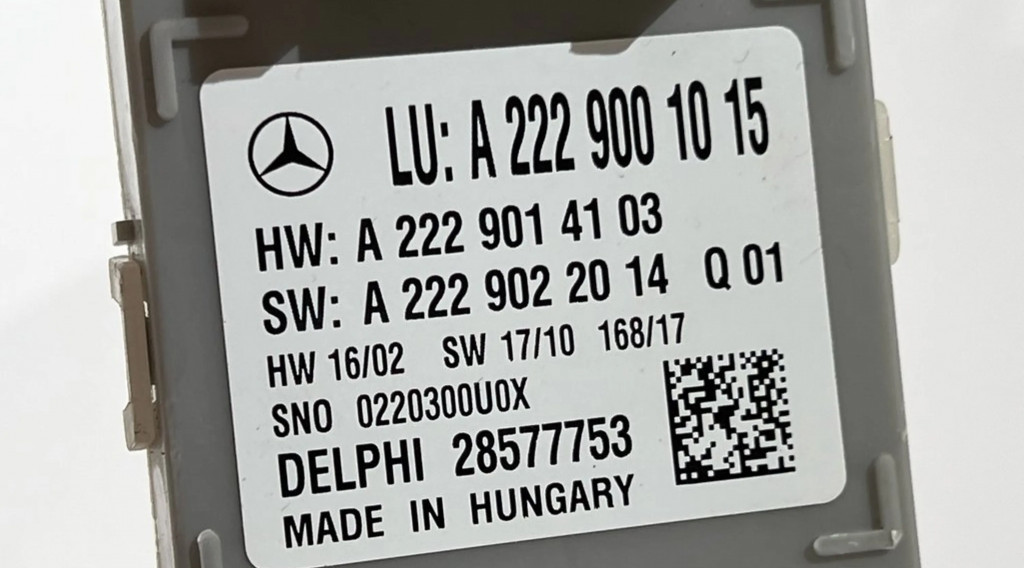 LU: A 222 900 10 15
HW: A 222 901 41 03
SW: A 222 902 20 14 Q 01
HW 16/02 SW 17/10 168/17
SNO 0220300U0X
DELPHI 28577753
MADE IN HUNGARY